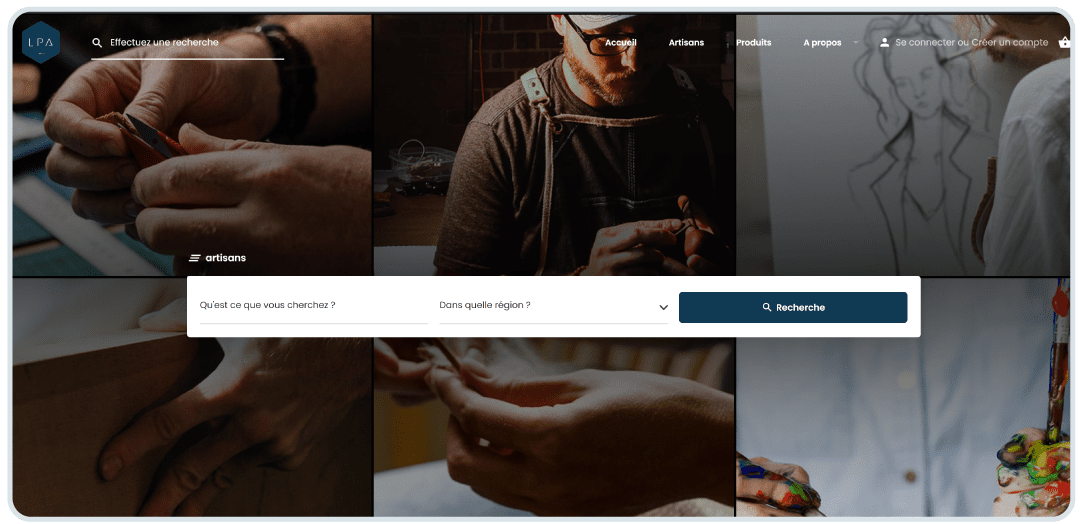 LPA
Effectuez une recherche
Accueil
Artisans
Produits
A propos
Se connecter ou Créer un compte
artisans
Qu'est ce que vous cherchez ?
Dans quelle région ?
Recherche